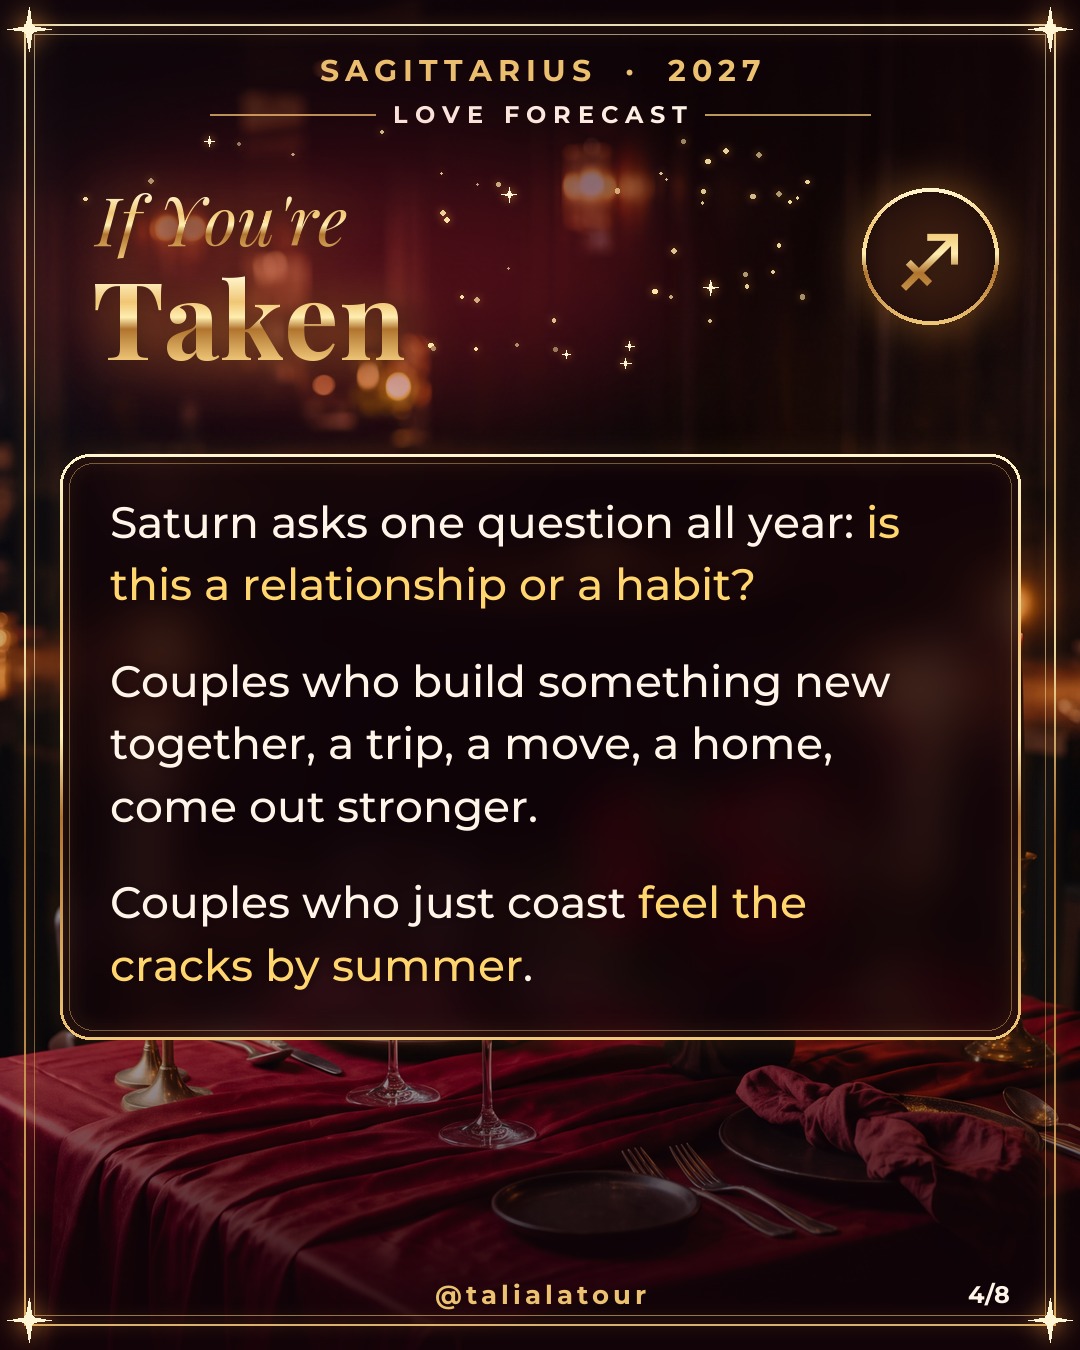 SAGITTARIUS · 2027
LOVE FORECAST
If You're
Taken
Saturn asks one question all year: is
this a relationship or a habit?
Couples who build something new
together, a trip, a move, a home,
come out stronger.
Couples who just coast feel the
cracks by summer.
@talialatour
4/8